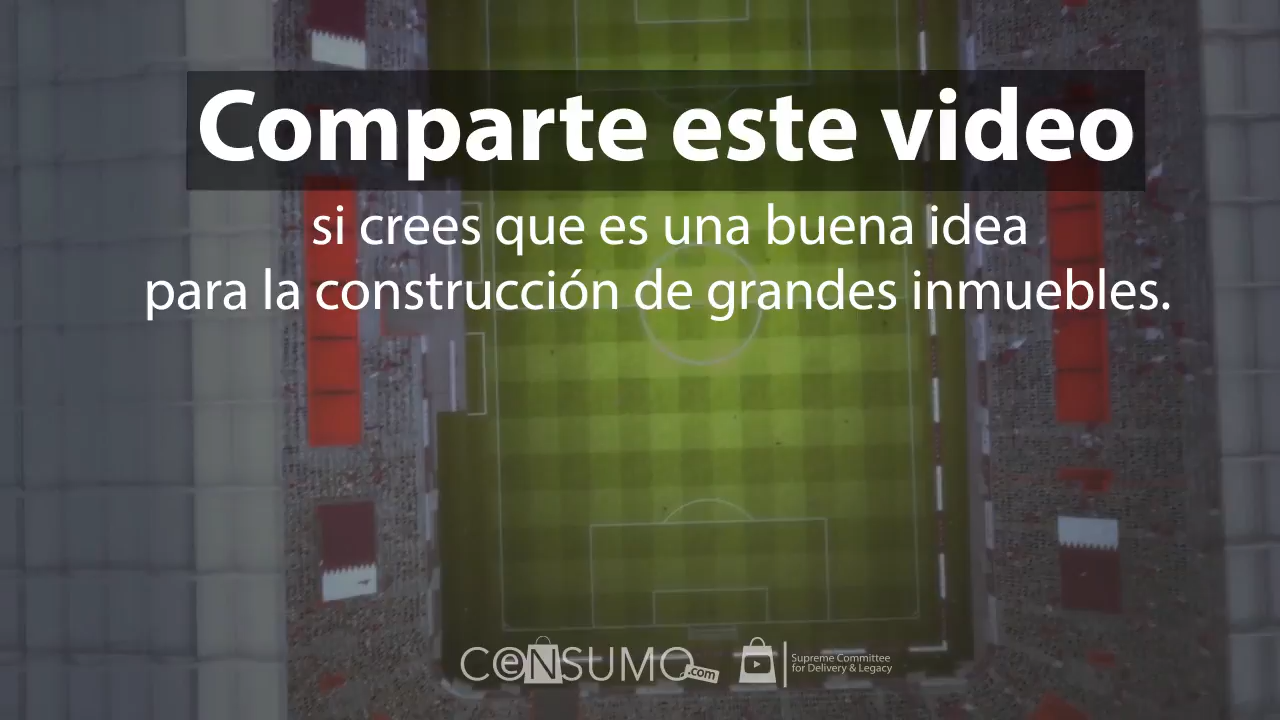 Comparte este video
si crees que es una buena idea
para la construcción de grandes inmuebles.
CeNSUMO.com
Supreme Committee
for Delivery & Legacy